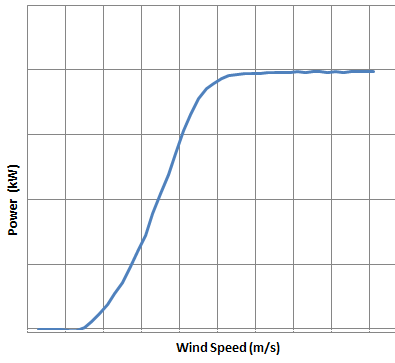 Power (kW)
Wind Speed (m/s)